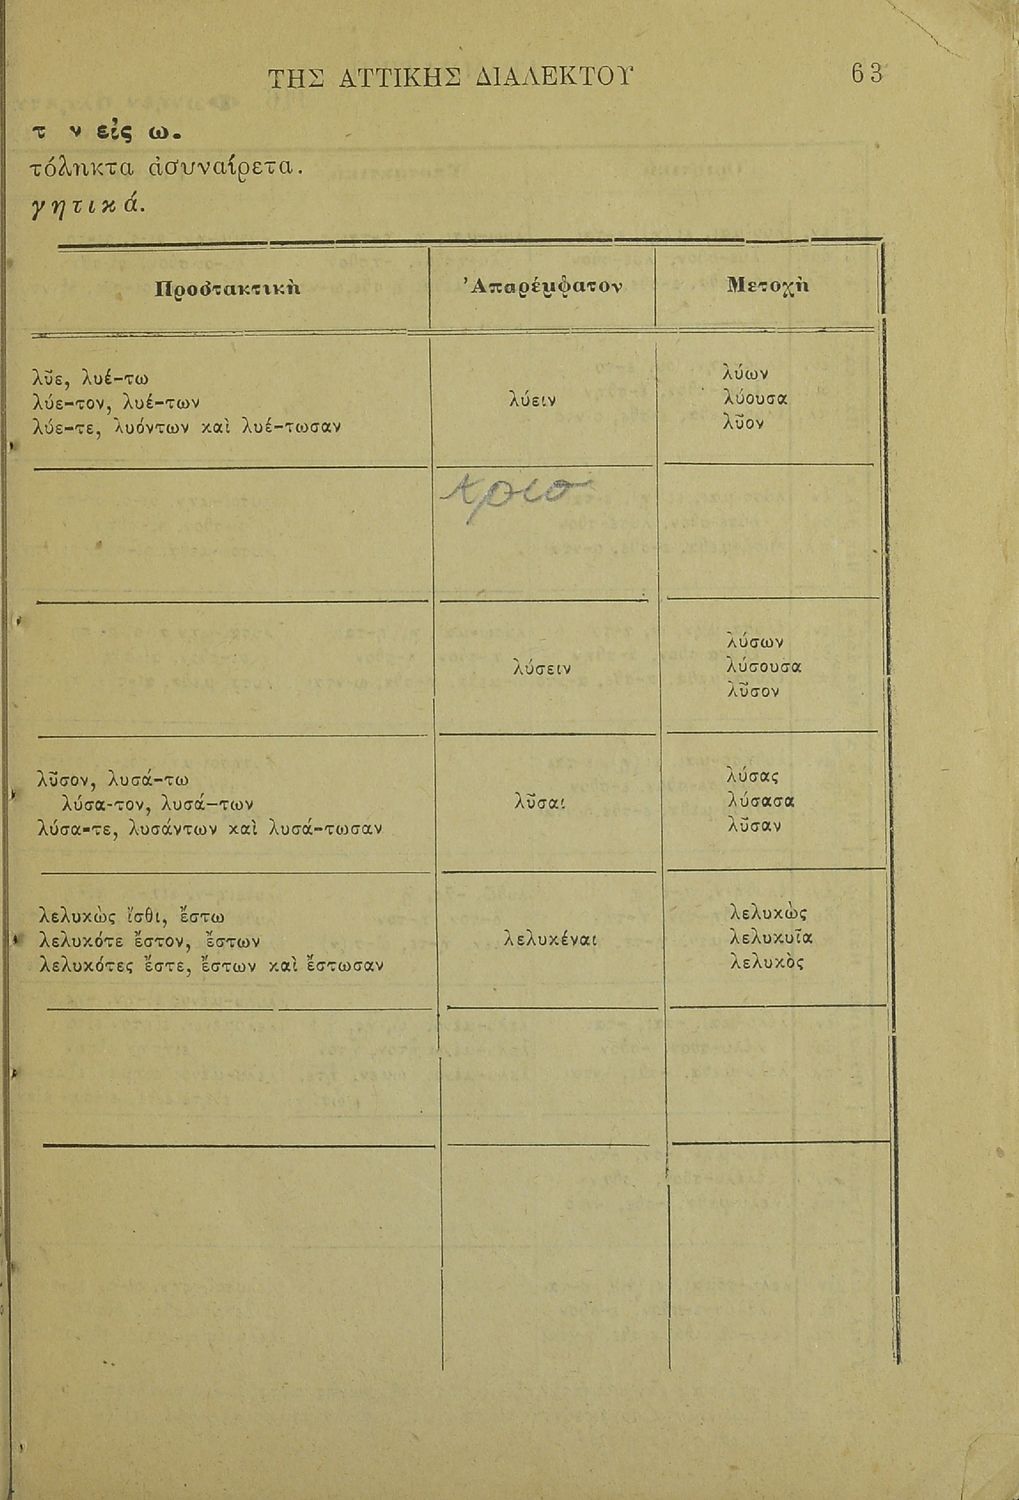 ΤΗΣ ΑΤΤΙΚΗΣ ΔΙΑΛΕΚΤΟΥ 63
τ ν εἰς ω.
τόληκτα ἀσυναίρετα.
γητικά.
Προστακτικὴ Ἀπαρέμφατον Μετοχὴ
λῦε, λυέ-τω
λύε-τον, λυέ-των
λύε-τε, λυόντων καὶ λυέ-τωσαν
λύειν
λύων
λύουσα
λῦον
λύσειν
λύσων
λύσουσα
λῦσον
λῦσον, λυσά-τω
λύσα-τον, λυσά-των
λύσα-τε, λυσάντων καὶ λυσά-τωσαν
λῦσαι
λύσας
λύσασα
λῦσαν
λελυκὼς ἴσθι, ἔστω
λελυκότε ἔστον, ἔστων
λελυκότες ἔστε, ἔστων καὶ ἔστωσαν
λελυκέναι
λελυκὼς
λελυκυῖα
λελυκὸς